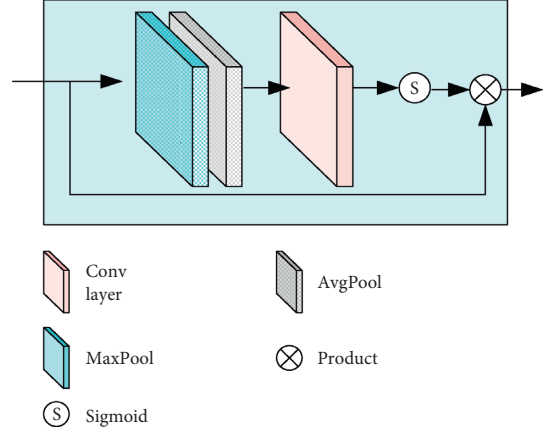 S
Conv
layer
AvgPool
MaxPool
Product
S
Sigmoid